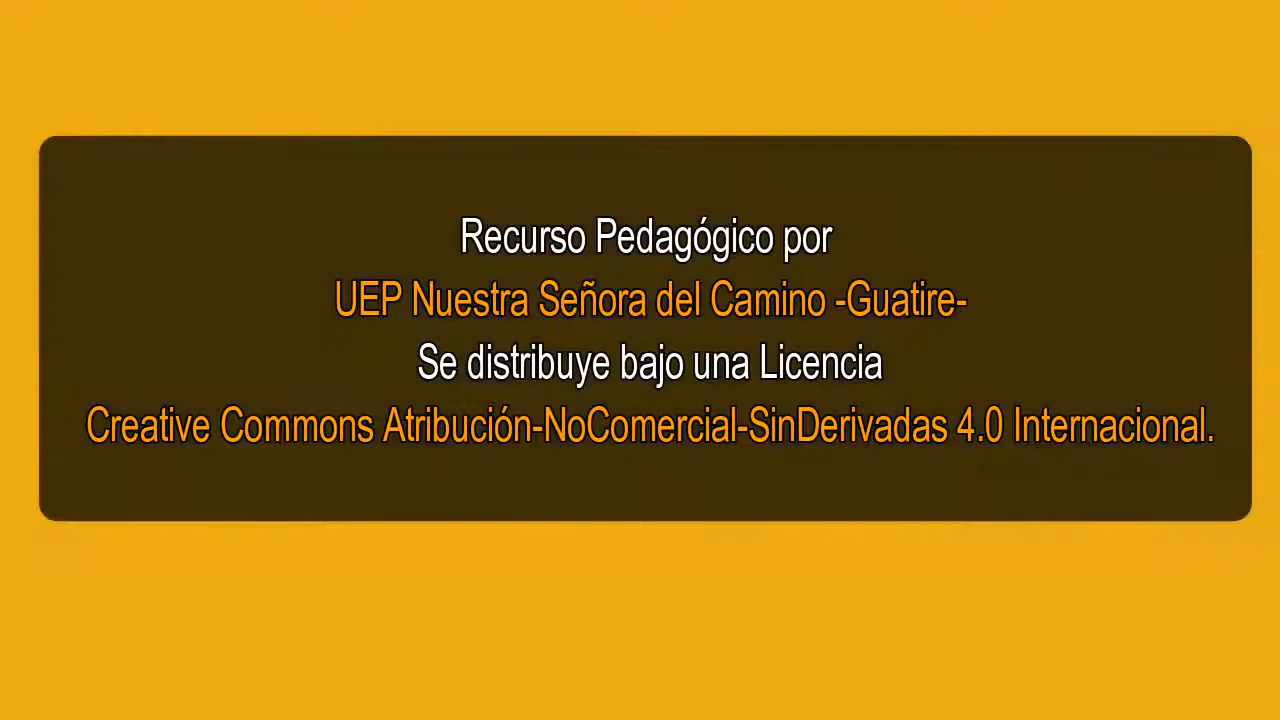 Recurso Pedagógico por
UEP Nuestra Señora del Camino -Guatire-
Se distribuye bajo una Licencia
Creative Commons Atribución-NoComercial-SinDerivadas 4.0 Internacional.